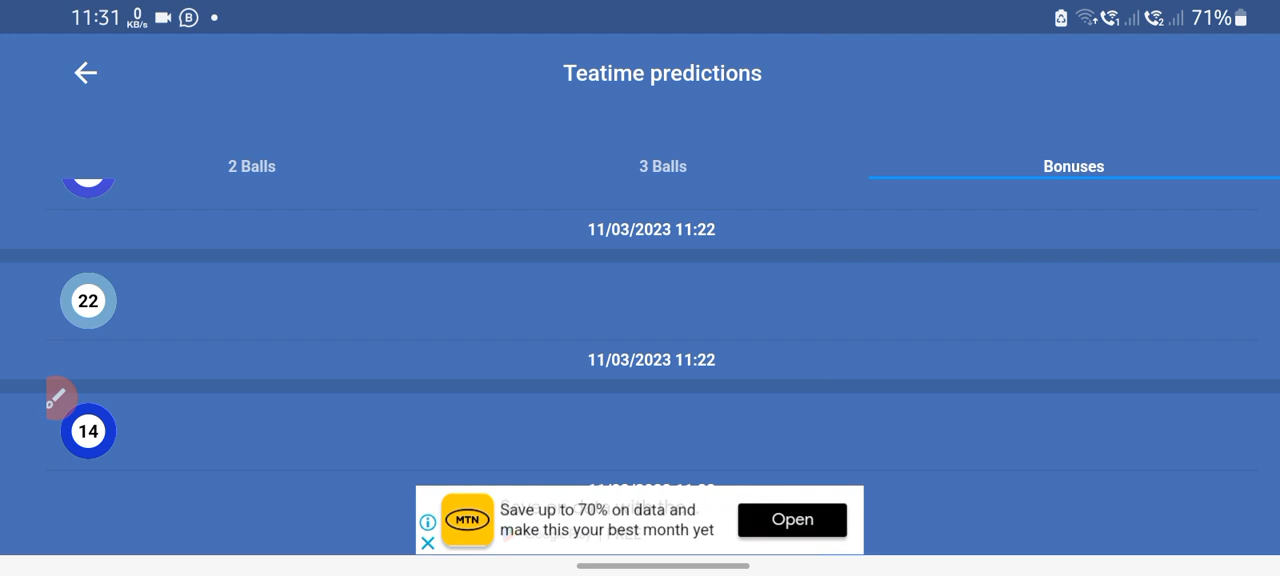 11:31 0 KB/s B 1 2 71%
Teatime predictions
2 Balls 3 Balls Bonuses
11/03/2023 11:22
22
11/03/2023 11:22
14
MTN
Save up to 70% on data and
make this your best month yet
Open